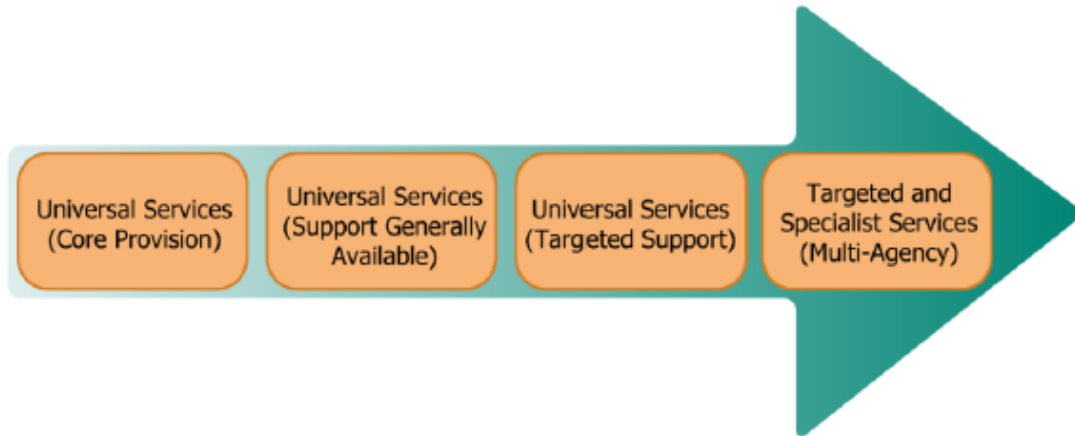 Universal Services
(Core Provision)
Universal Services
(Support Generally
Available)
Universal Services
(Targeted Support)
Targeted and
Specialist Services
(Multi-Agency)